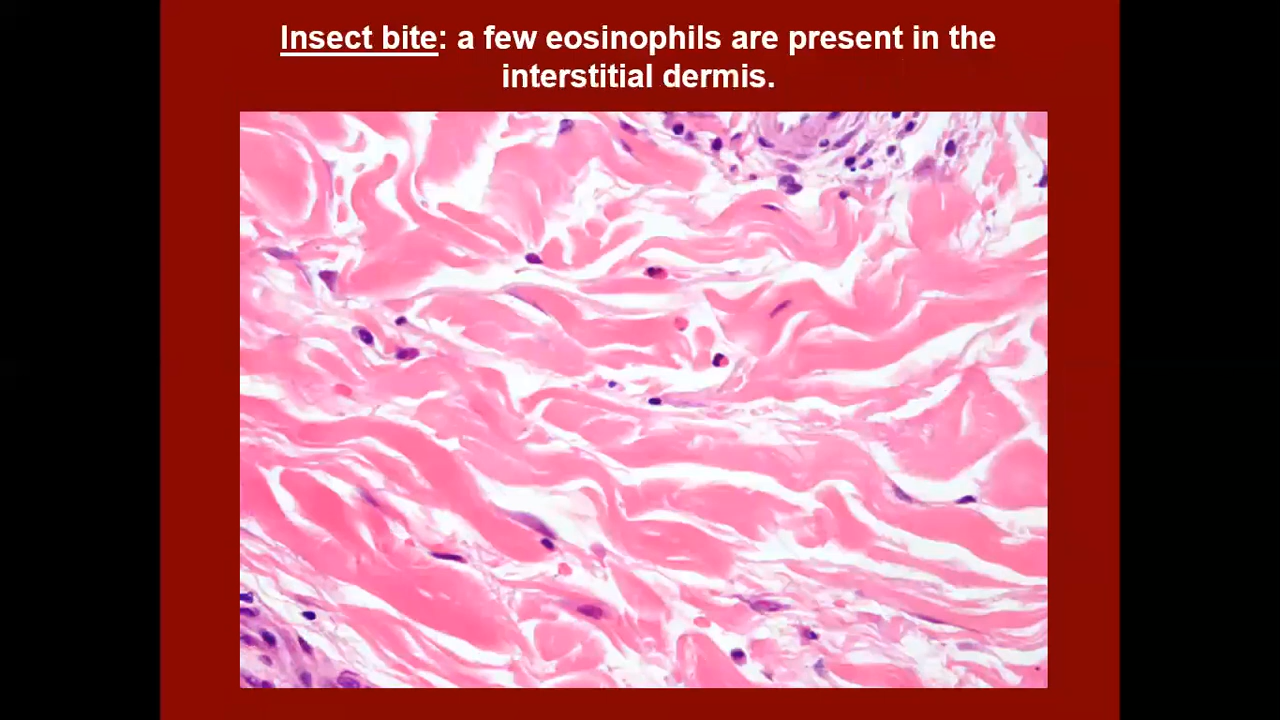 Insect bite: a few eosinophils are present in the
interstitial dermis.